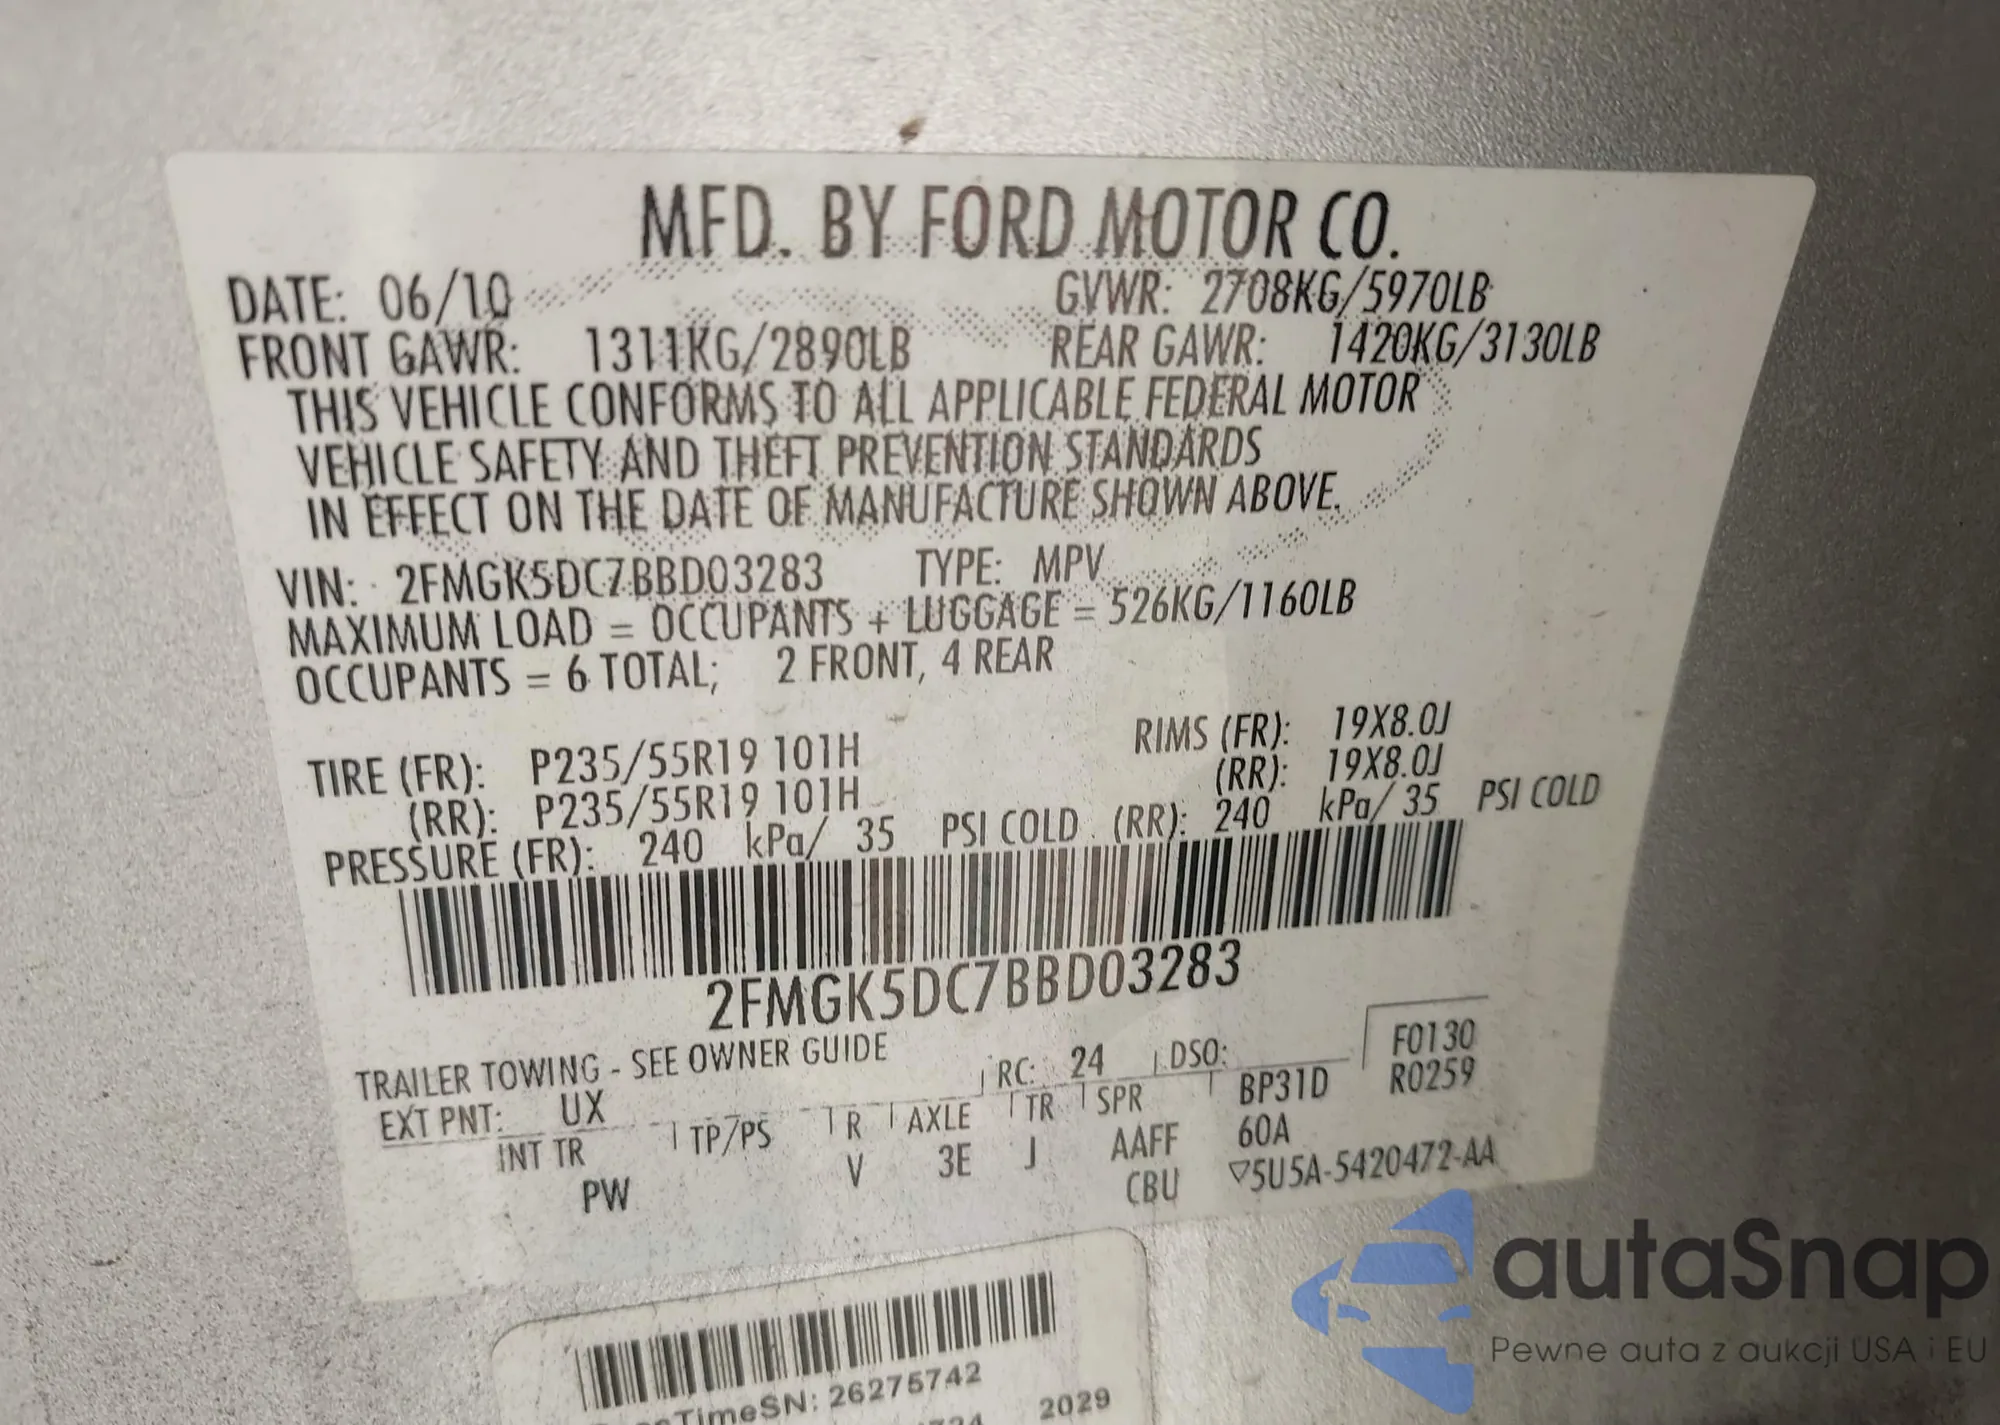 MFD. BY FORD MOTOR CO.
DATE: 06/10 GVWR: 2708KG/5970LB
FRONT GAWR: 1311KG/2890LB REAR GAWR: 1420KG/3130LB
THIS VEHICLE CONFORMS TO ALL APPLICABLE FEDERAL MOTOR
VEHICLE SAFETY AND THEFT PREVENTION STANDARDS
IN EFFECT ON THE DATE OF MANUFACTURE SHOWN ABOVE.
VIN: 2FMGK5DC7BBD03283 TYPE: MPV
MAXIMUM LOAD = OCCUPANTS + LUGGAGE = 526KG/1160LB
OCCUPANTS = 6 TOTAL; 2 FRONT, 4 REAR
TIRE (FR): P235/55R19 101H RIMS (FR): 19X8.0J
(RR): P235/55R19 101H (RR): 19X8.0J
PRESSURE (FR): 240 kPa/ 35 PSI COLD (RR): 240 kPa/ 35 PSI COLD
2FMGK5DC7BBD03283
TRAILER TOWING - SEE OWNER GUIDE
EXT PNT: UX RC: 24 DSO: F0130
INT TR TP/PS R AXLE TR SPR BP31D R0259
PW V 3E J AAFF 60A
CBU ▽5U5A-5420472-AA
TimeSN: 26275742
2029
autaSnap
Pewne auta z aukcji USA i EU